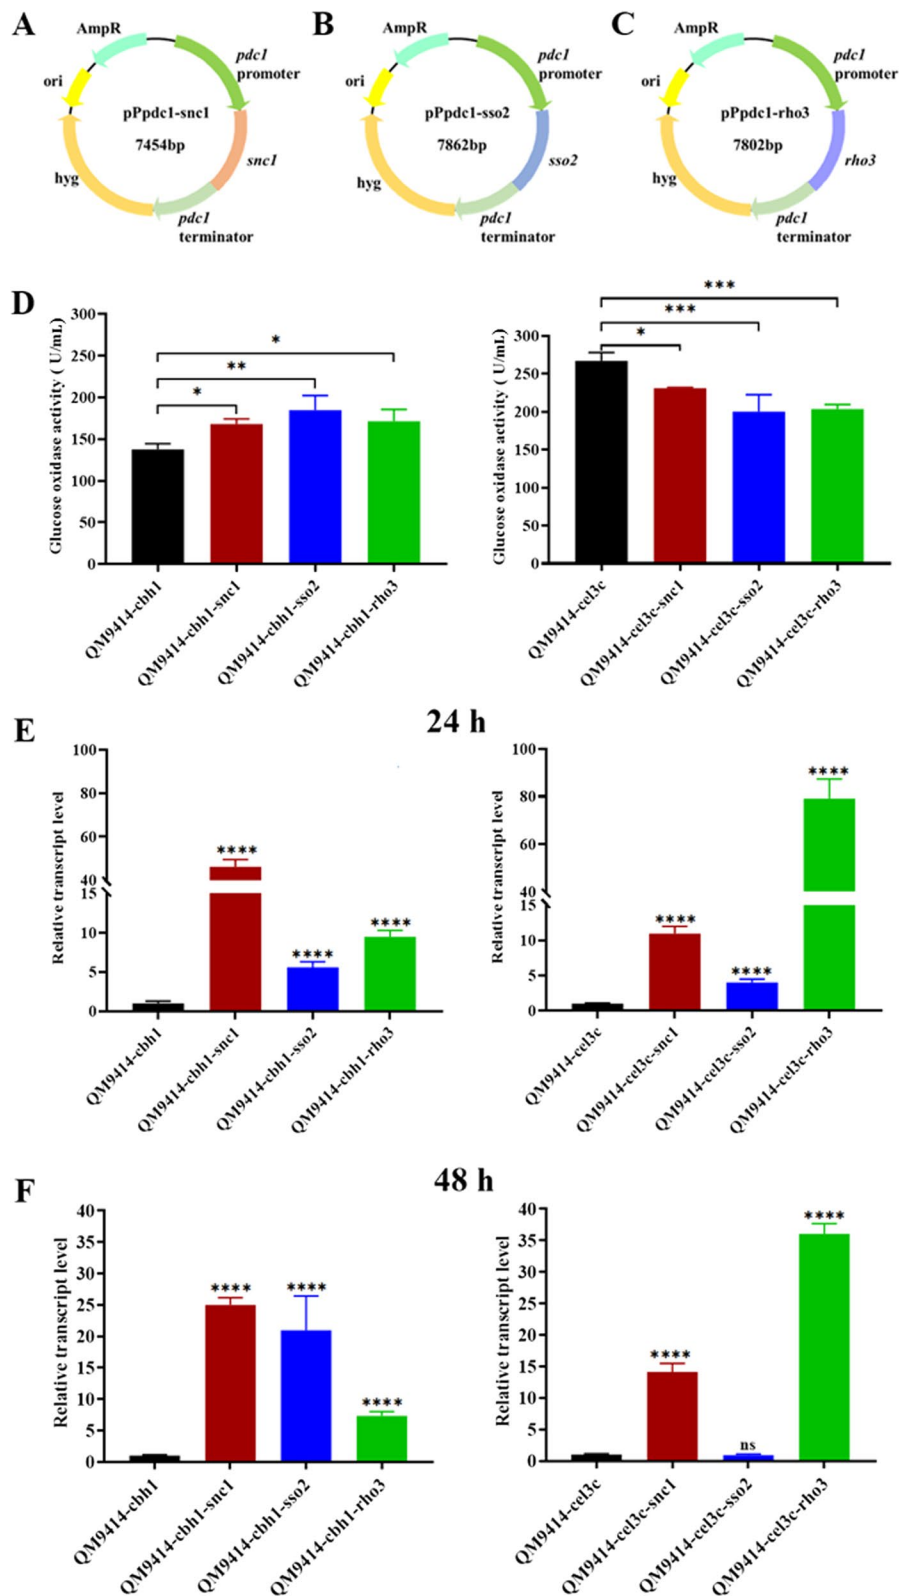 A
AmpR
pdc1
promoter
ori
pPpdc1-snc1
7454bp
snc1
hyg
pdc1
terminator
B
AmpR
pdc1
promoter
ori
pPpdc1-sso2
7862bp
sso2
hyg
pdc1
terminator
C
AmpR
pdc1
promoter
ori
pPpdc1-rho3
7802bp
rho3
hyg
pdc1
terminator
D
Glucose oxidase activity ( U/mL)
300
250
200
150
100
50
0
*
**
*
QM9414-cbh1
QM9414-cbh1-snc1
QM9414-cbh1-sso2
QM9414-cbh1-rho3
Glucose oxidase activity ( U/mL)
300
250
200
150
100
50
0
***
***
*
QM9414-cel3c
QM9414-cel3c-snc1
QM9414-cel3c-sso2
QM9414-cel3c-rho3
E
24 h
Relative transcript level
100
80
60
40
15
10
5
0
****
****
****
QM9414-cbh1
QM9414-cbh1-snc1
QM9414-cbh1-sso2
QM9414-cbh1-rho3
Relative transcript level
100
80
60
40
15
10
5
0
****
****
****
QM9414-cel3c
QM9414-cel3c-snc1
QM9414-cel3c-sso2
QM9414-cel3c-rho3
F
48 h
Relative transcript level
40
35
30
25
20
15
10
5
0
****
****
****
QM9414-cbh1
QM9414-cbh1-snc1
QM9414-cbh1-sso2
QM9414-cbh1-rho3
Relative transcript level
40
35
30
25
20
15
10
5
0
****
ns
****
QM9414-cel3c
QM9414-cel3c-snc1
QM9414-cel3c-sso2
QM9414-cel3c-rho3